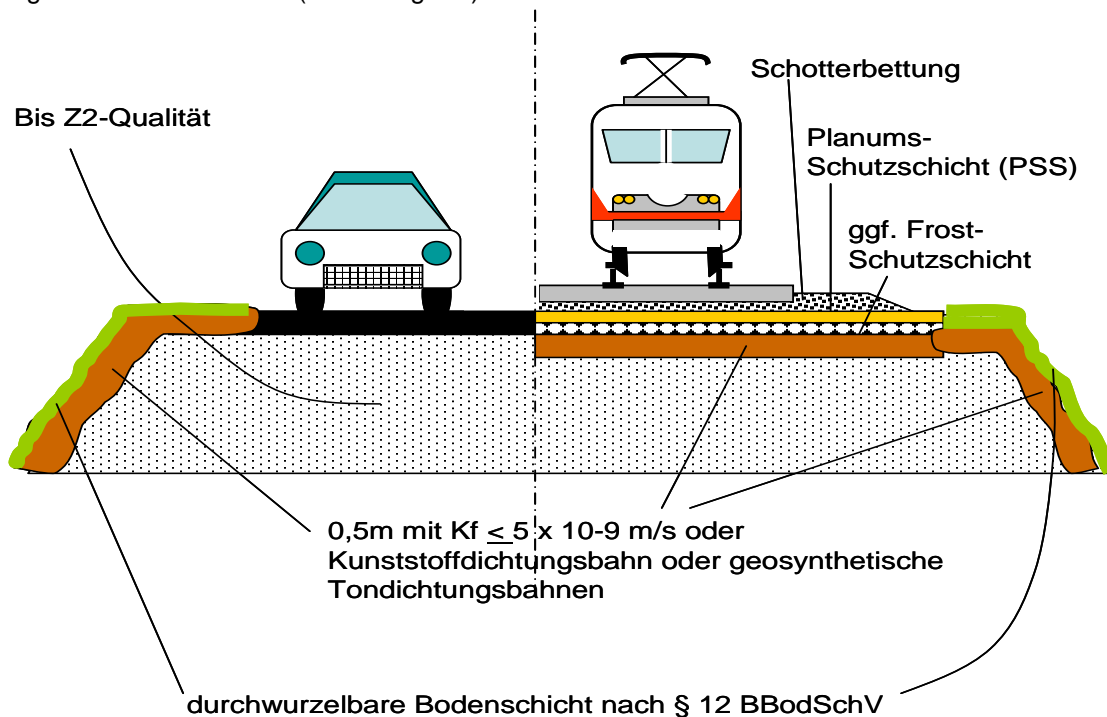 Schotterbettung
Bis Z2-Qualität
Planums-
Schutzschicht (PSS)
ggf. Frost-
Schutzschicht
0,5m mit Kf < 5 x 10-9 m/s oder
Kunststoffdichtungsbahn oder geosynthetische
Tondichtungsbahnen
durchwurzelbare Bodenschicht nach § 12 BBodSchV